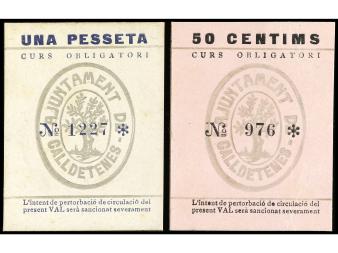 UNA PESSETA
CURS OBLIGATORI
AJUNTAMENT DE CALLDETENES
Nº 1227 *
L'intent de pertorbació de circulació del
present VAL serà sancionat severament
50 CENTIMS
CURS OBLIGATORI
AJUNTAMENT DE CALLDETENES
Nº 976 *
L'intent de pertorbació de circulació del
present VAL serà sancionat severament